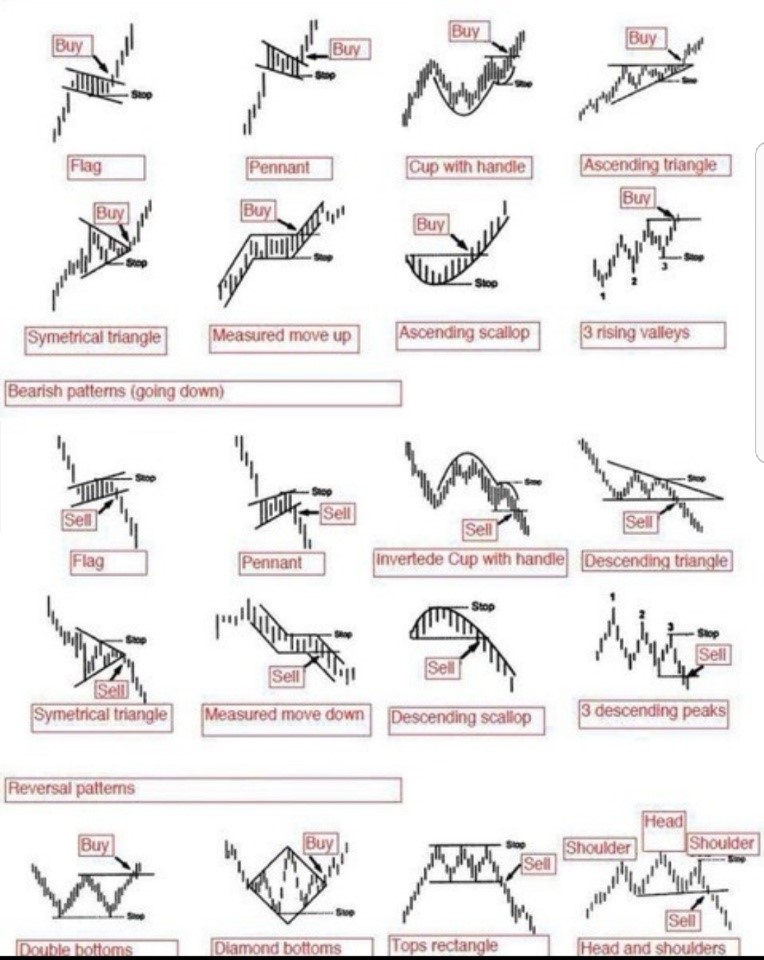 Buy
Stop
Flag
Buy
Stop
Pennant
Buy
Stop
Cup with handle
Buy
Stop
Ascending triangle
Buy
Stop
Symetrical triangle
Buy
Stop
Measured move up
Buy
Stop
Ascending scallop
Buy
Stop
1
2
3
3 rising valleys
Bearish patterns (going down)
Stop
Sell
Flag
Stop
Sell
Pennant
Stop
Sell
Invertede Cup with handle
Stop
Sell
Descending triangle
Stop
Sell
Symetrical triangle
Stop
Sell
Measured move down
Stop
Sell
Descending scallop
1
2
3
Stop
Sell
3 descending peaks
Reversal patterns
Buy
Stop
Double bottoms
Buy
Stop
Diamond bottoms
Stop
Sell
Tops rectangle
Head
Shoulder
Shoulder
Stop
Sell
Head and shoulders